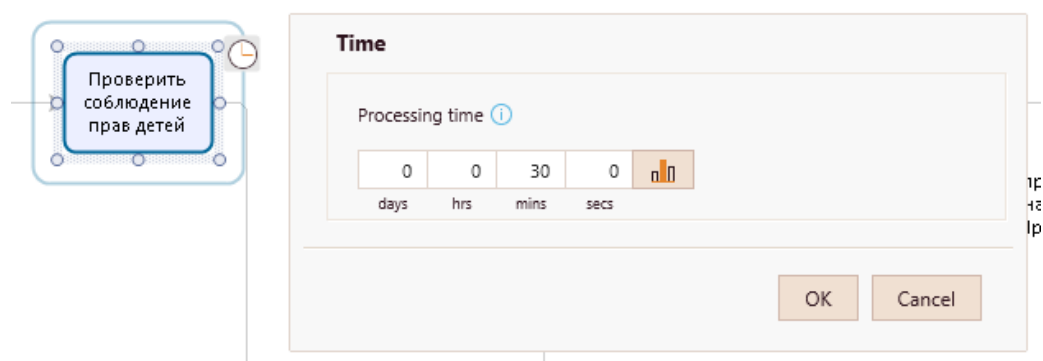 Проверить
соблюдение
прав детей
Time
Processing time
0 0 30 0
days hrs mins secs
OK Cancel